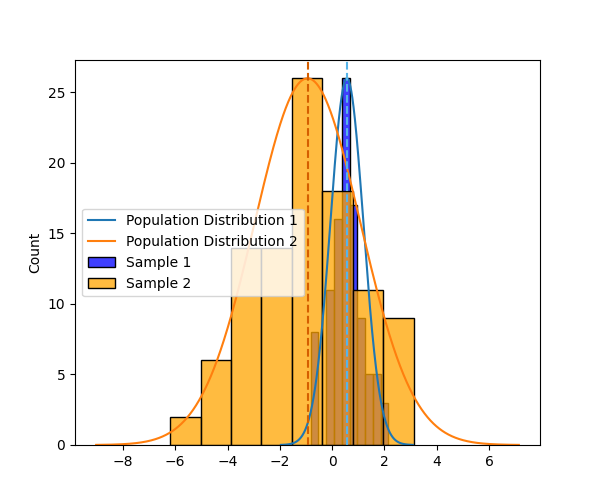 25
20
15
10
5
0
Count
Population Distribution 1
Population Distribution 2
Sample 1
Sample 2
−8 −6 −4 −2 0 2 4 6